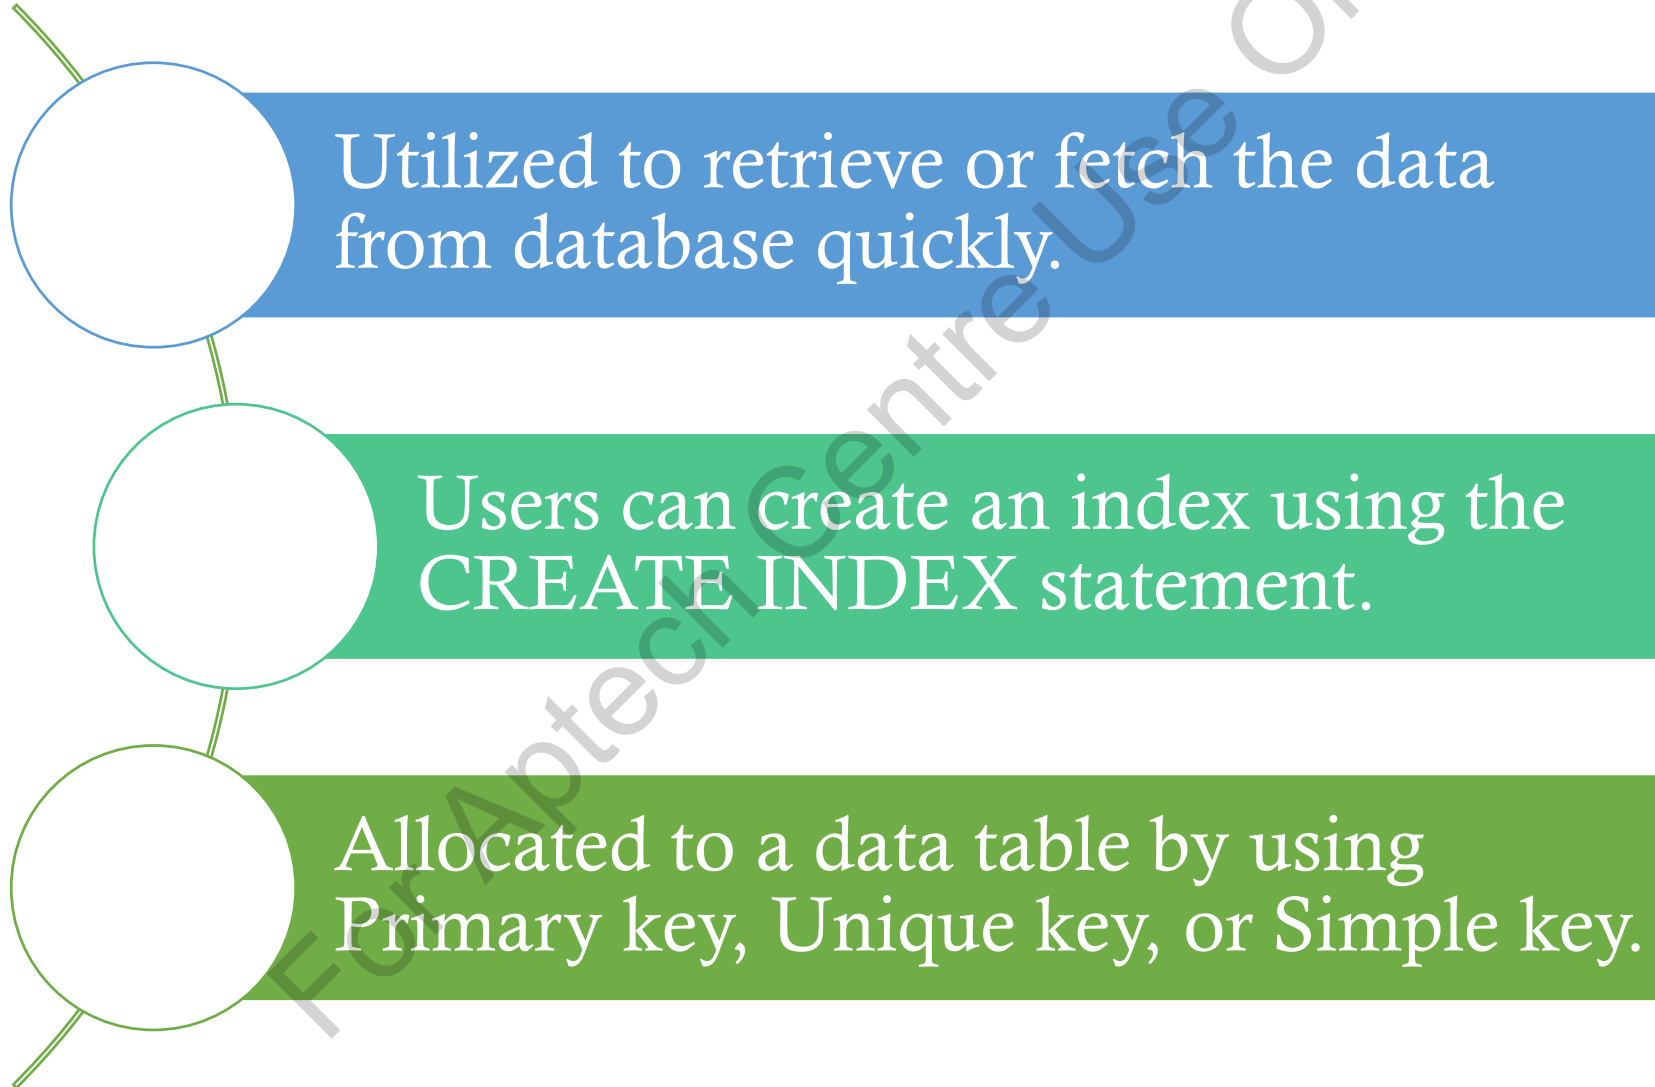 Utilized to retrieve or fetch the data
from database quickly.
Users can create an index using the
CREATE INDEX statement.
Allocated to a data table by using
Primary key, Unique key, or Simple key.
For Aptech Centre Use